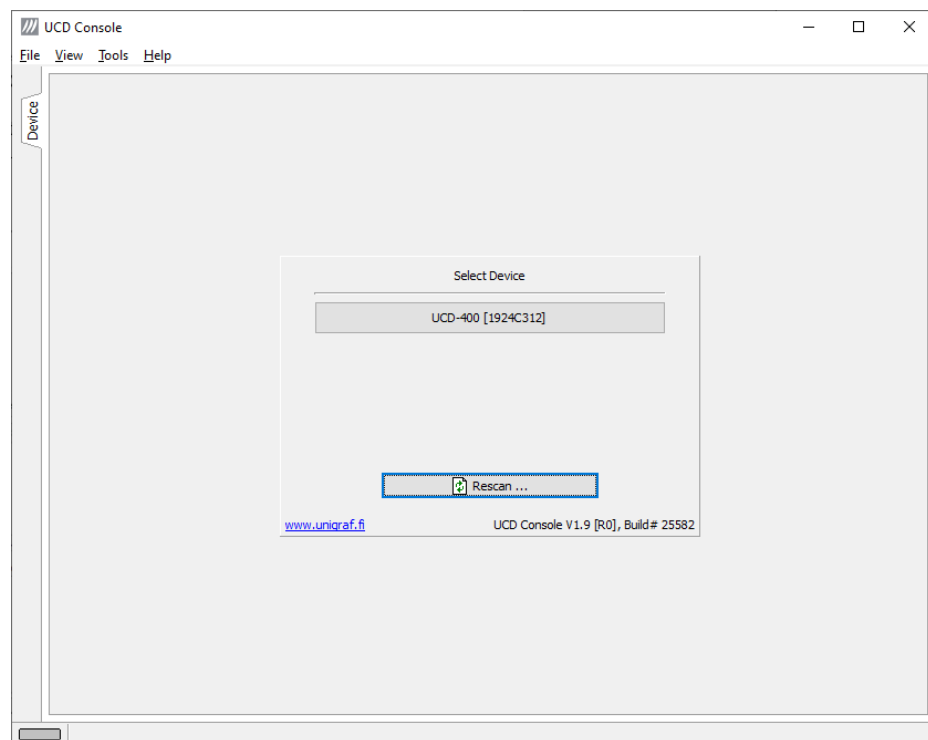 UCD Console
File View Tools Help
Device
Select Device
UCD-400 [1924C312]
Rescan ...
www.unigraf.fi
UCD Console V1.9 [R0], Build# 25582